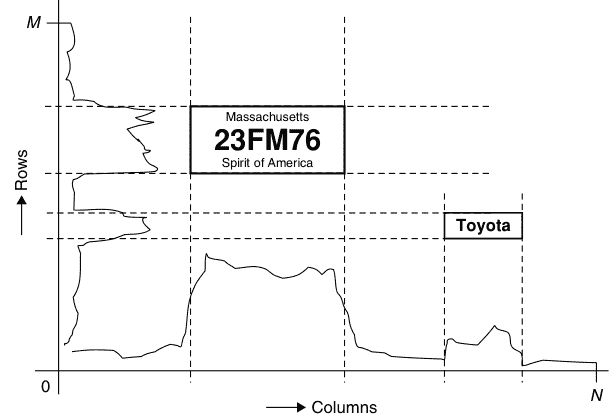 M
Massachusetts
23FM76
Spirit of America
Rows
Toyota
0
N
Columns